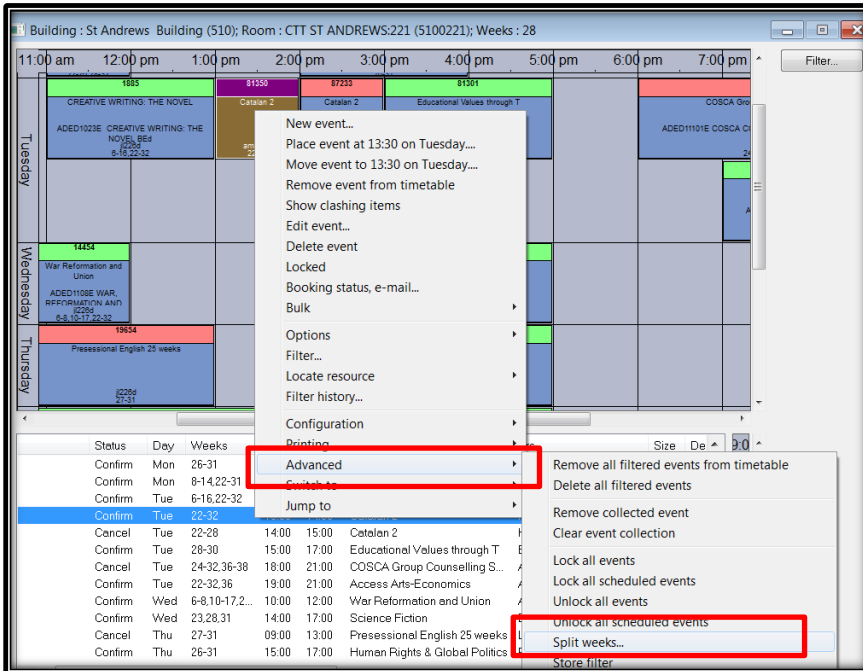 Building : St Andrews Building (510); Room : CTT ST ANDREWS:221 (5100221); Weeks : 28
11:00 am 12:00 pm 1:00 pm 2:00 pm 3:00 pm 4:00 pm 5:00 pm 6:00 pm 7:00 pm
Filter...
Tuesday
1885
CREATIVE WRITING: THE NOVEL
ADED1023E CREATIVE WRITING: THE
NOVEL BEd
jl226d
6-16,22-32
81350
Catalan 2
am
22
87233
Catalan 2
81301
Educational Values through T
COSCA Gro
ADED11101E COSCA C
24
A
Wednesday
14454
War Reformation and
Union
ADED1108E WAR,
REFORMATION AND
jl226d
6-8,10-17,22-32
Thursday
19654
Presessional English 25 weeks
jl226d
27-31
New event...
Place event at 13:30 on Tuesday....
Move event to 13:30 on Tuesday....
Remove event from timetable
Show clashing items
Edit event...
Delete event
Locked
Booking status, e-mail...
Bulk
Options
Filter...
Locate resource
Filter history...
Configuration
Printing
Advanced
Switch to
Jump to
Remove all filtered events from timetable
Delete all filtered events
Remove collected event
Clear event collection
Lock all events
Lock all scheduled events
Unlock all events
Unlock all scheduled events
Split weeks...
Store filter
Status Day Weeks Size De 9:0
Confirm Mon 26-31
Confirm Mon 8-14,22-31
Confirm Tue 6-16,22-32
Confirm Tue 22-32 Catalan 2
Cancel Tue 22-28 14:00 15:00 Catalan 2
Confirm Tue 28-30 15:00 17:00 Educational Values through T
Cancel Tue 24-32,36-38 18:00 21:00 COSCA Group Counselling S...
Confirm Tue 22-32,36 19:00 21:00 Access Arts-Economics
Confirm Wed 6-8,10-17,2... 10:00 12:00 War Reformation and Union
Confirm Wed 23,28,31 14:00 17:00 Science Fiction
Cancel Thu 27-31 09:00 13:00 Presessional English 25 weeks
Confirm Thu 26-31 15:00 17:00 Human Rights & Global Politics